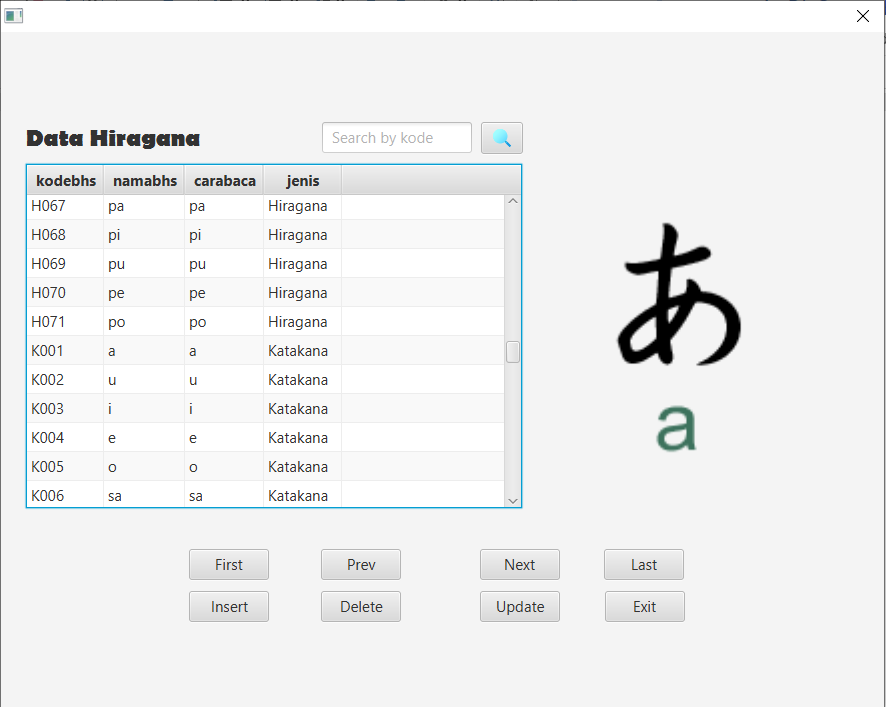 Data Hiragana
Search by kode
kodebhs namabhs carabaca jenis
H067 pa pa Hiragana
H068 pi pi Hiragana
H069 pu pu Hiragana
H070 pe pe Hiragana
H071 po po Hiragana
K001 a a Katakana
K002 u u Katakana
K003 i i Katakana
K004 e e Katakana
K005 o o Katakana
K006 sa sa Katakana
あ
a
First Prev Next Last
Insert Delete Update Exit